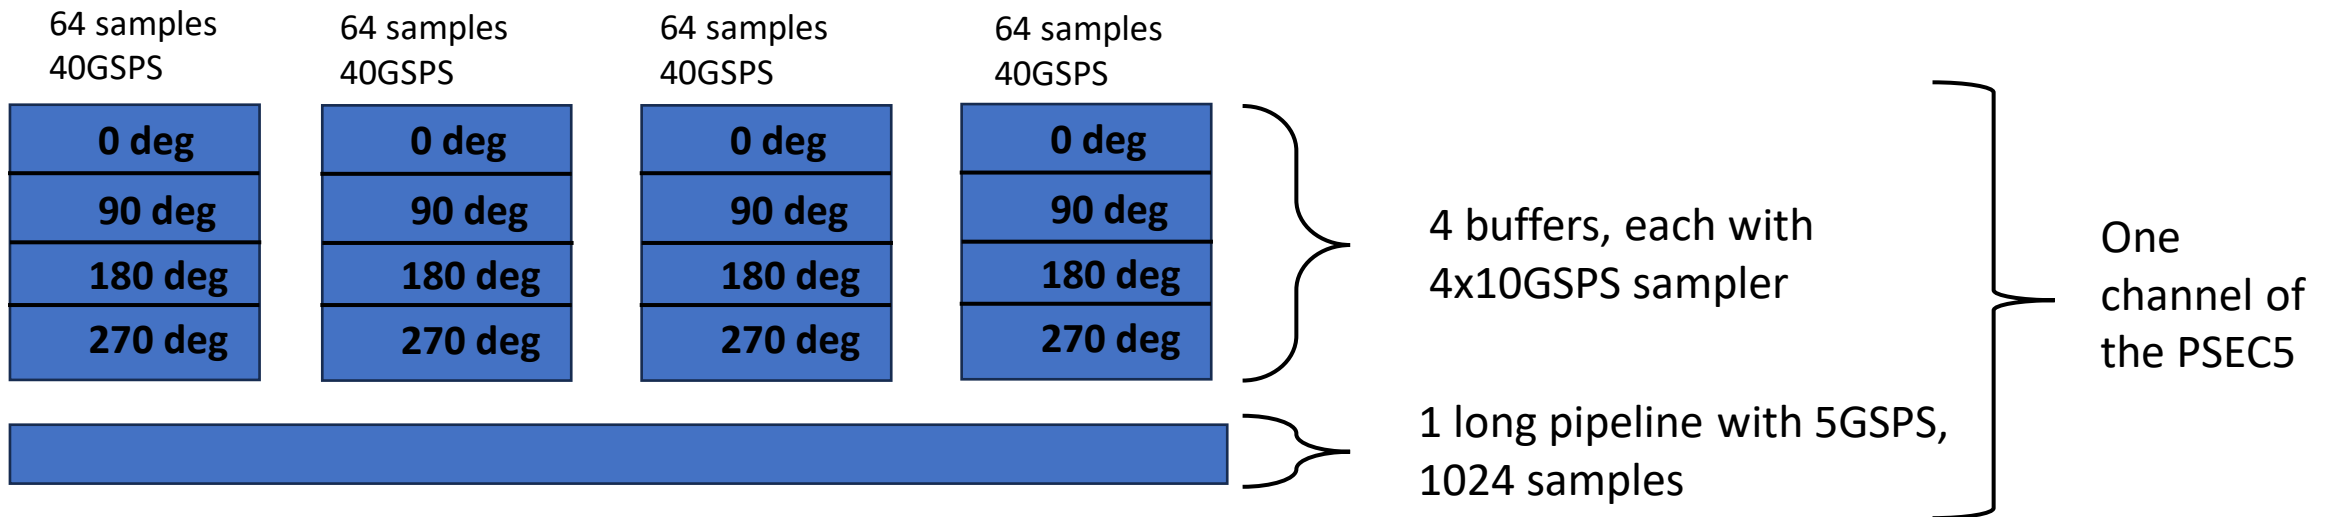 64 samples
40GSPS
64 samples
40GSPS
64 samples
40GSPS
64 samples
40GSPS
0 deg
90 deg
180 deg
270 deg
0 deg
90 deg
180 deg
270 deg
0 deg
90 deg
180 deg
270 deg
0 deg
90 deg
180 deg
270 deg
4 buffers, each with
4x10GSPS sampler
1 long pipeline with 5GSPS,
1024 samples
One
channel of
the PSEC5